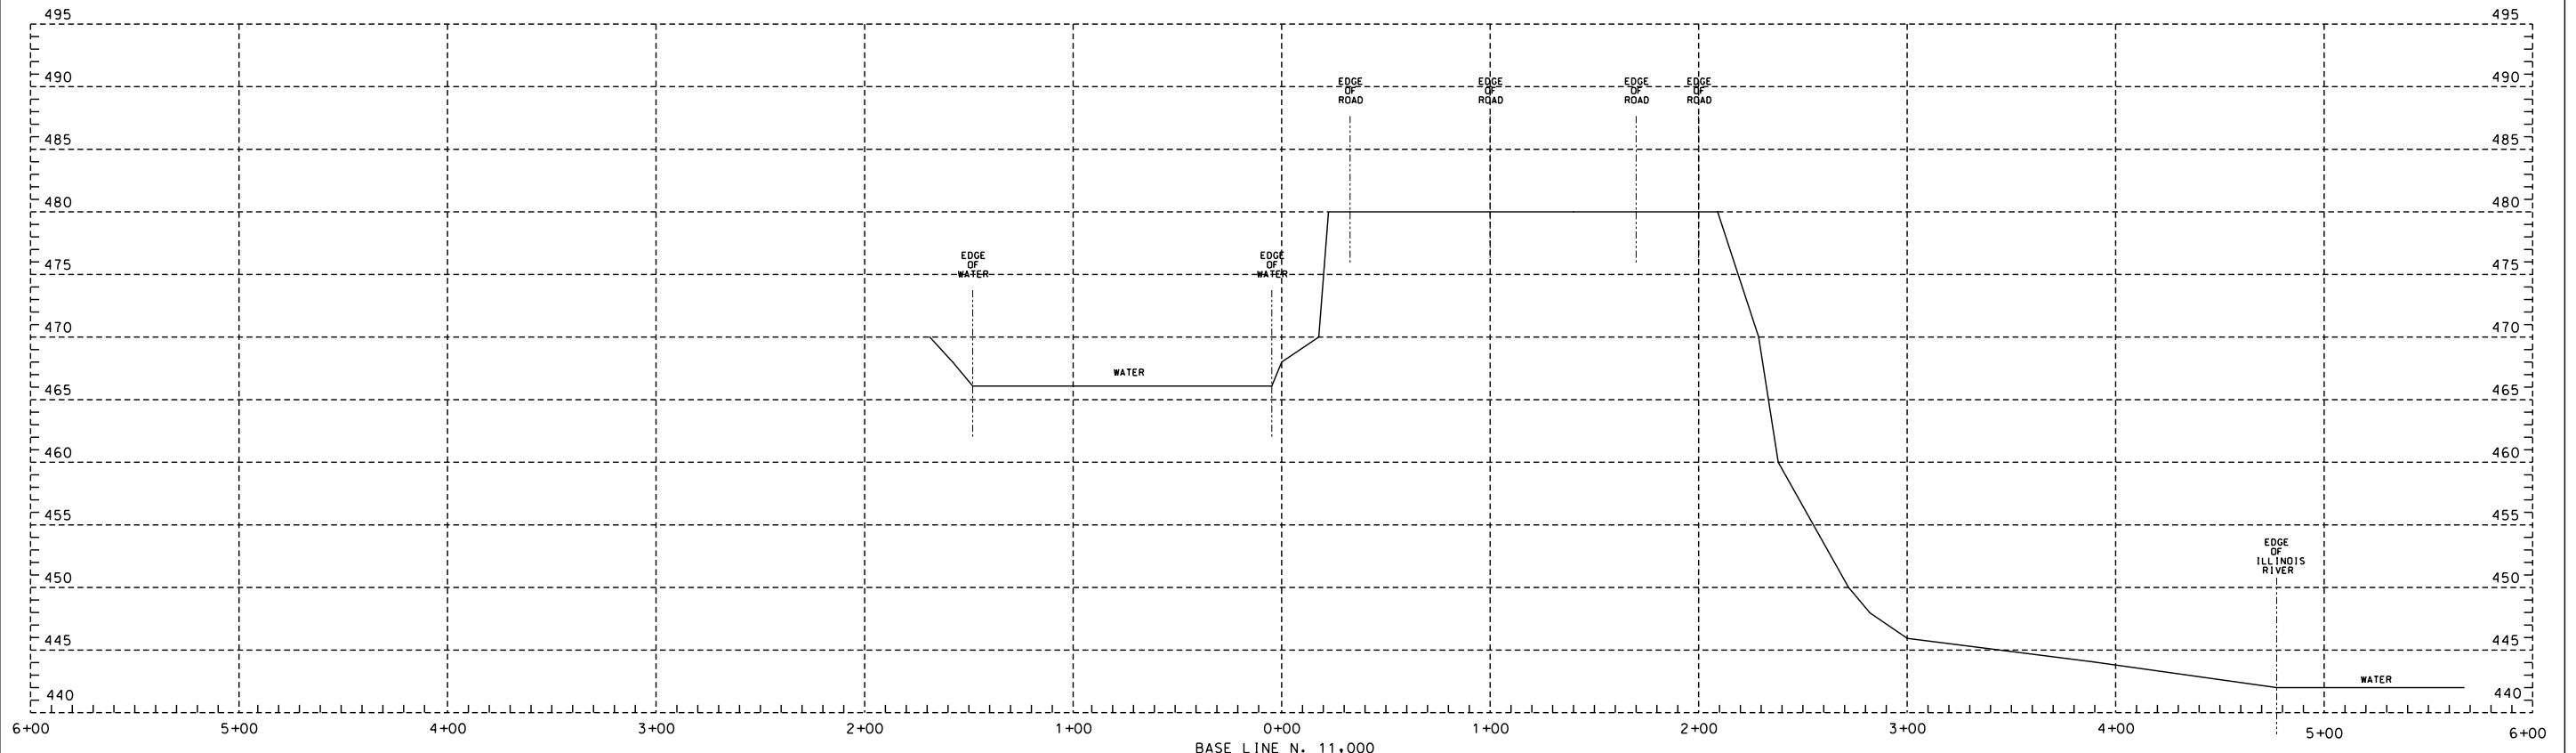 495 495
490 490
EDGE
OF
ROAD
EDGE
OF
ROAD
EDGE
OF
ROAD
EDGE
OF
ROAD
485 485
480 480
EDGE
OF
WATER
EDGE
OF
WATER
475 475
470 470
WATER
465 465
460 460
455 455
EDGE
OF
ILLINOIS
RIVER
450 450
445 445
WATER
440 440
6+00 5+00 4+00 3+00 2+00 1+00 0+00 1+00 2+00 3+00 4+00 5+00 6+00
BASE LINE N. 11,000